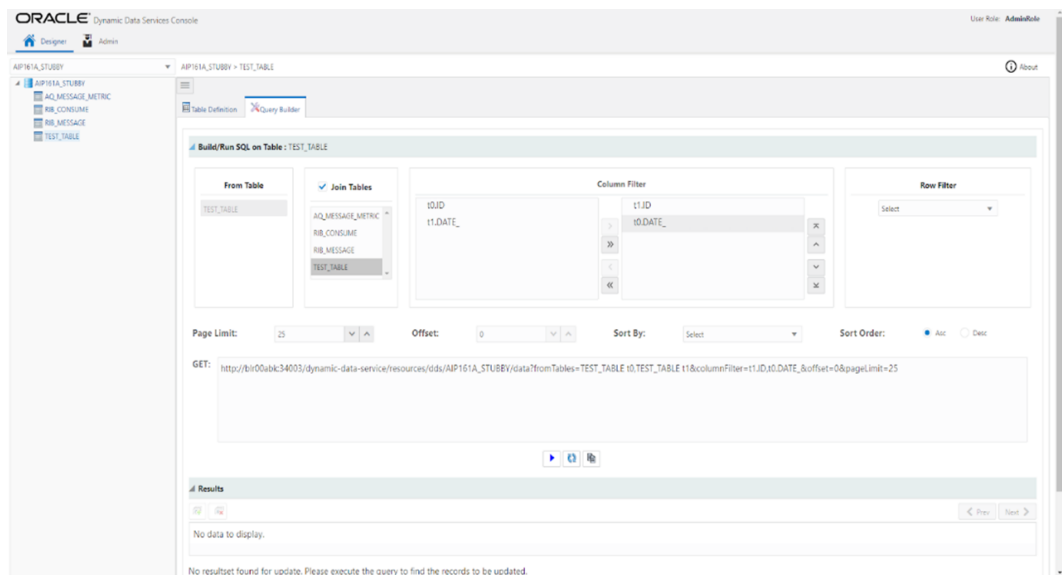 ORACLE Dynamic Data Services Console
User Role: AdminRole
Designer Admin
AIP161A_STUBBY
AIP161A_STUBBY > TEST_TABLE
About
AIP161A_STUBBY
AQ_MESSAGE_METRIC
RIB_CONSUME
RIB_MESSAGE
TEST_TABLE
Table Definition Query Builder
Build/Run SQL on Table : TEST_TABLE
From Table
TEST_TABLE
Join Tables
AQ_MESSAGE_METRIC
RIB_CONSUME
RIB_MESSAGE
TEST_TABLE
Column Filter
t0.ID
t1.DATE_
t1.ID
t0.DATE_
Row Filter
Select
Page Limit: 25 Offset: 0 Sort By: Select Sort Order: Asc Desc
GET: http://blr00abk:34003/dynamic-data-service/resources/dds/AIP161A_STUBBY/data?fromTables=TEST_TABLE t0,TEST_TABLE t1&columnFilter=t1.ID,t0.DATE_&offset=0&pageLimit=25
Results
Prev Next
No data to display.
No resultset found for update. Please execute the query to find the records to be updated.